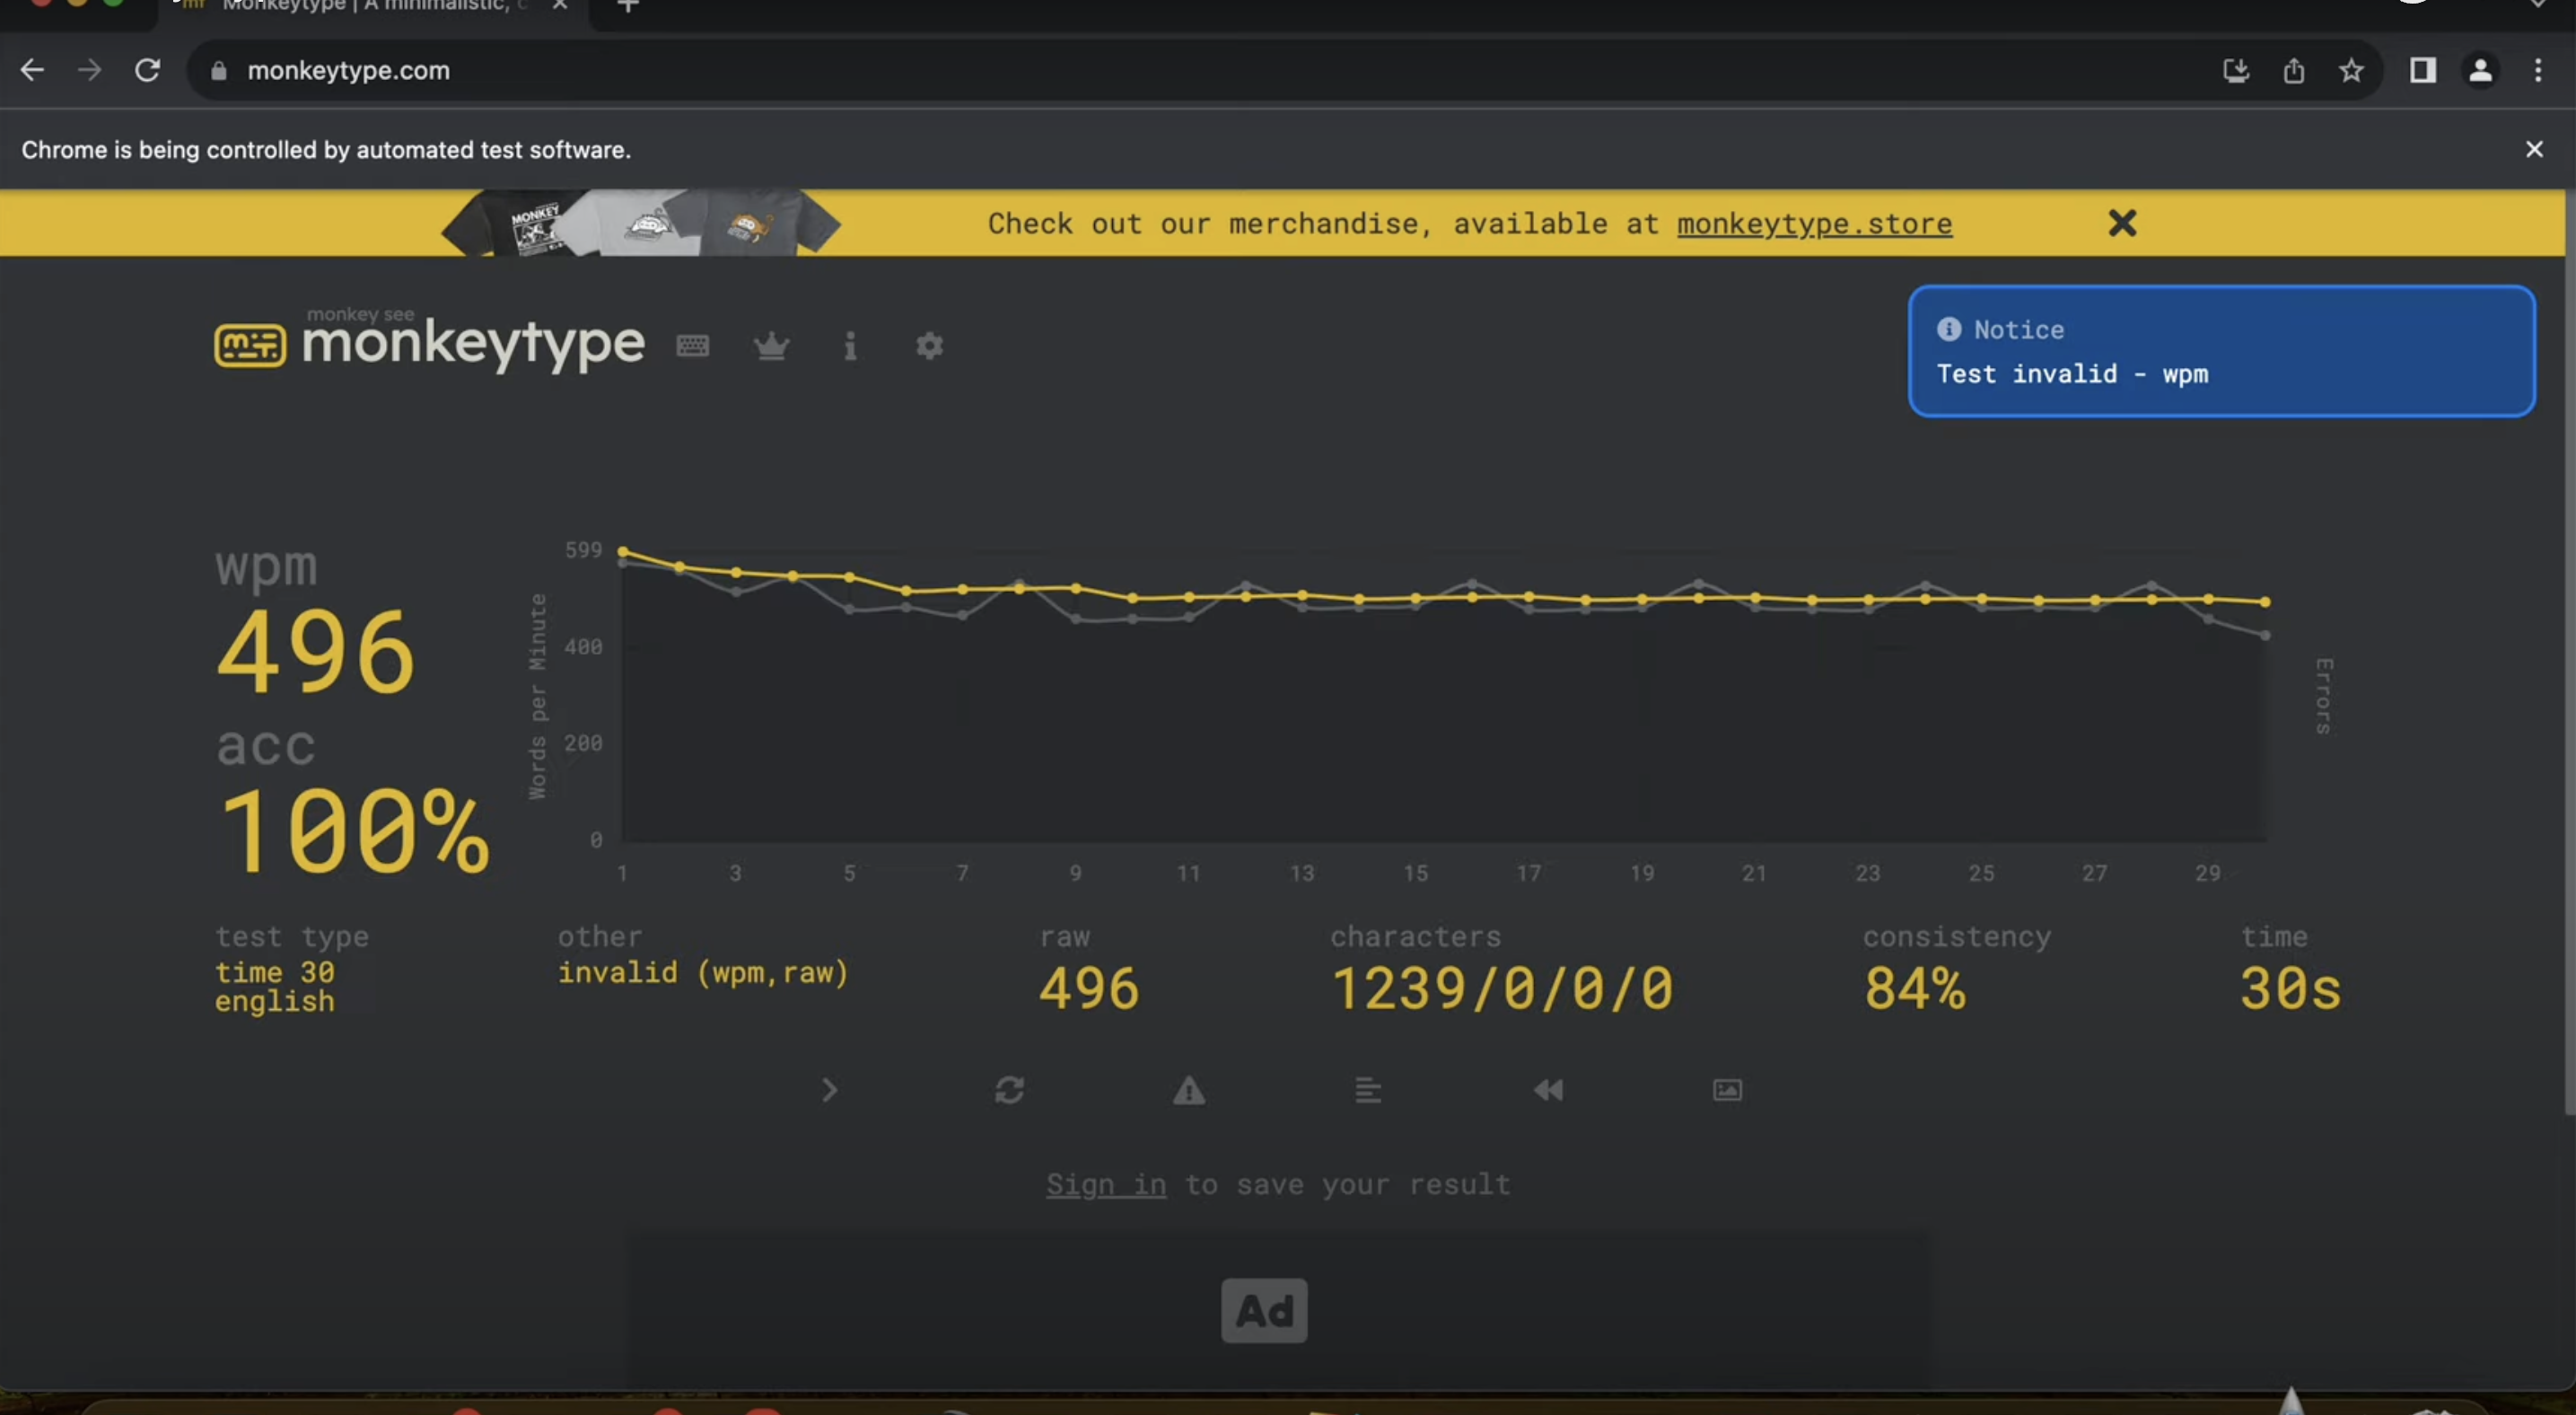 Monkeytype | A minimalistic, c
monkeytype.com
Chrome is being controlled by automated test software.
MONKEY
Check out our merchandise, available at monkeytype.store
monkey see
monkeytype
Notice
Test invalid - wpm
wpm
496
acc
100%
Words per Minute
599
400
200
0
1 3 5 7 9 11 13 15 17 19 21 23 25 27 29
Errors
test type
time 30
english
other
invalid (wpm,raw)
raw
496
characters
1239/0/0/0
consistency
84%
time
30s
Sign in to save your result
Ad